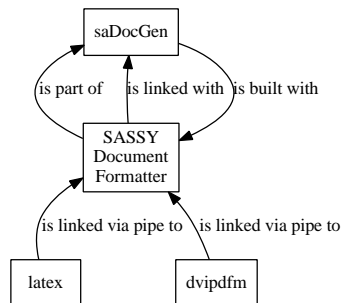 saDocGen
is part of is linked with is built with
SASSY
Document
Formatter
is linked via pipe to is linked via pipe to
latex dvipdfm